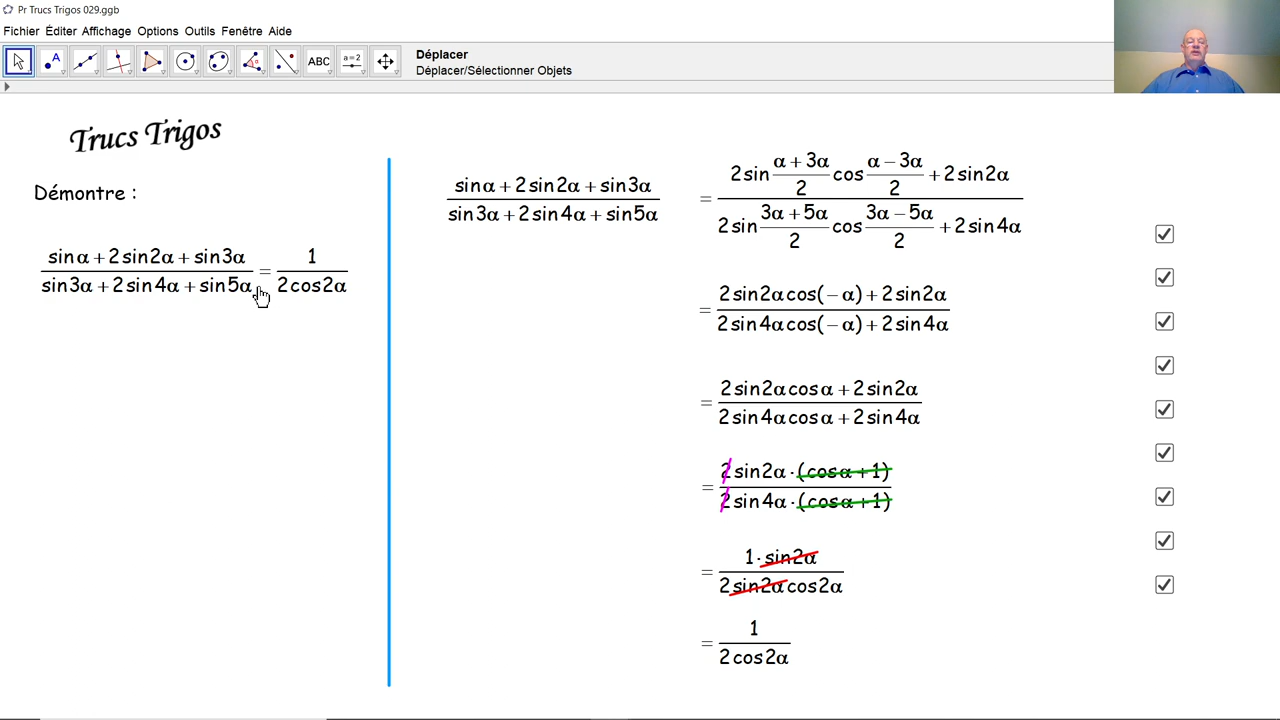 Pr Trucs Trigos 029.ggb
Fichier Éditer Affichage Options Outils Fenêtre Aide
A ABC a=2 Déplacer
Déplacer/Sélectionner Objets
Trucs Trigos
Démontre :
(sinα + 2sin2α + sin3α)/(sin3α + 2sin4α + sin5α) = 1/(2cos2α)
(sinα + 2sin2α + sin3α)/(sin3α + 2sin4α + sin5α) = (2sin (α + 3α)/2 cos (α − 3α)/2 + 2sin2α)/(2sin (3α + 5α)/2 cos (3α − 5α)/2 + 2sin4α)
= (2sin2αcos(−α) + 2sin2α)/(2sin4αcos(−α) + 2sin4α)
= (2sin2αcosα + 2sin2α)/(2sin4αcosα + 2sin4α)
= (2sin2α·(cosα + 1))/(2sin4α·(cosα + 1))
= (1·sin2α)/(2sin2αcos2α)
= 1/(2cos2α)